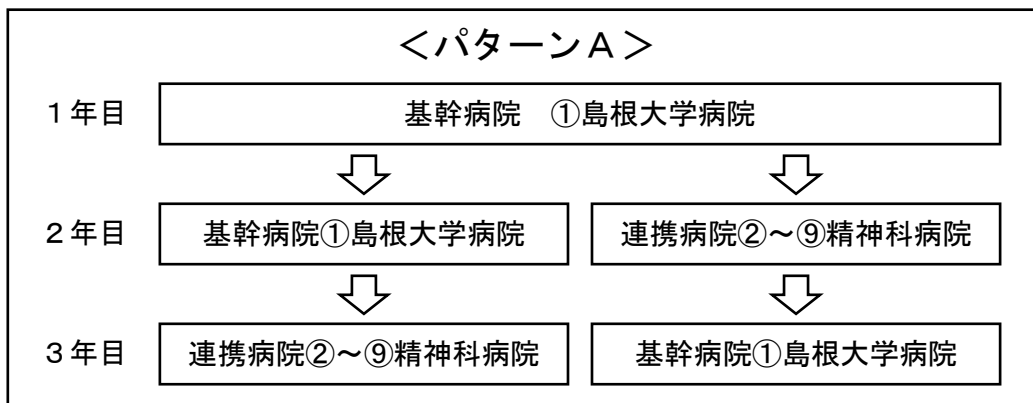 ＜パターンＡ＞
１年目 基幹病院　①島根大学病院
２年目 基幹病院①島根大学病院 連携病院②～⑨精神科病院
３年目 連携病院②～⑨精神科病院 基幹病院①島根大学病院